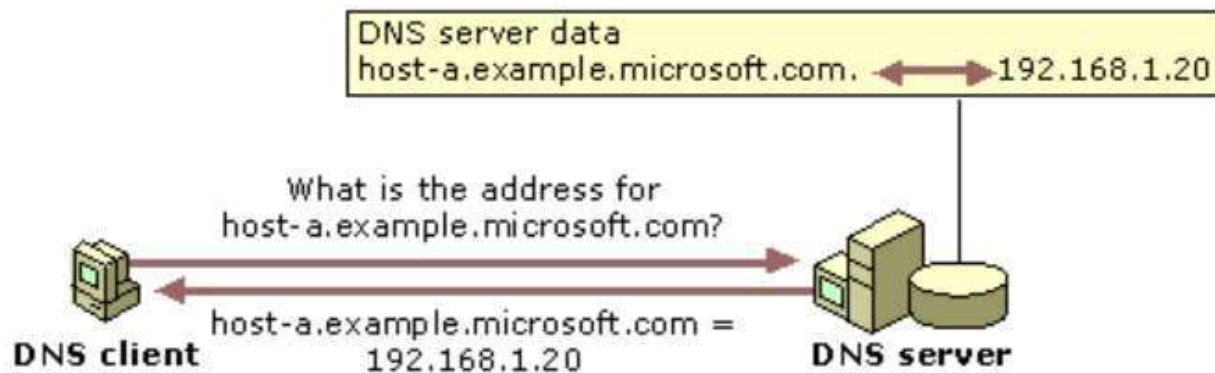 DNS server data
host-a.example.microsoft.com. 192.168.1.20
What is the address for
host-a.example.microsoft.com?
host-a.example.microsoft.com =
192.168.1.20
DNS client
DNS server